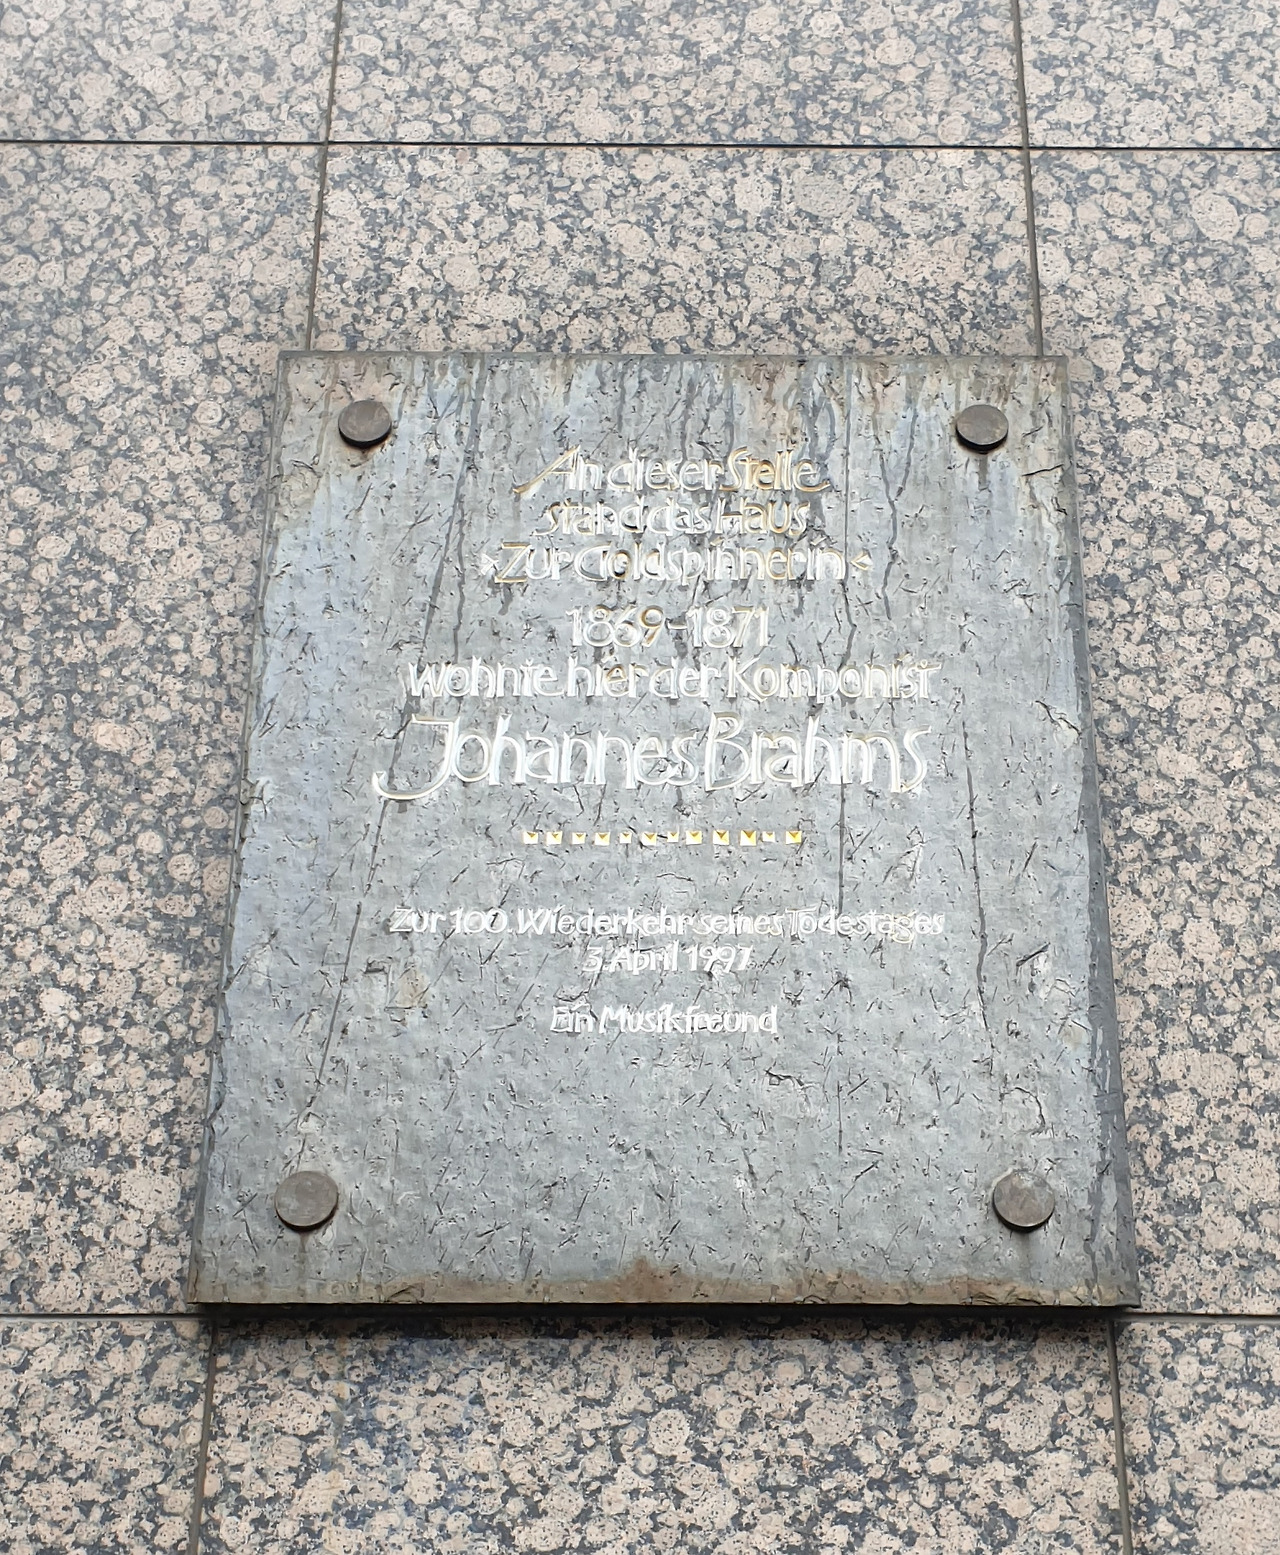 An dieser Stelle
stand das Haus
›Zur Goldspinnerin‹
1869-1871
wohnte hier der Komponist
Johannes Brahms
Zur 100. Wiederkehr seines Todestages
3. April 1997
Ein Musikfreund